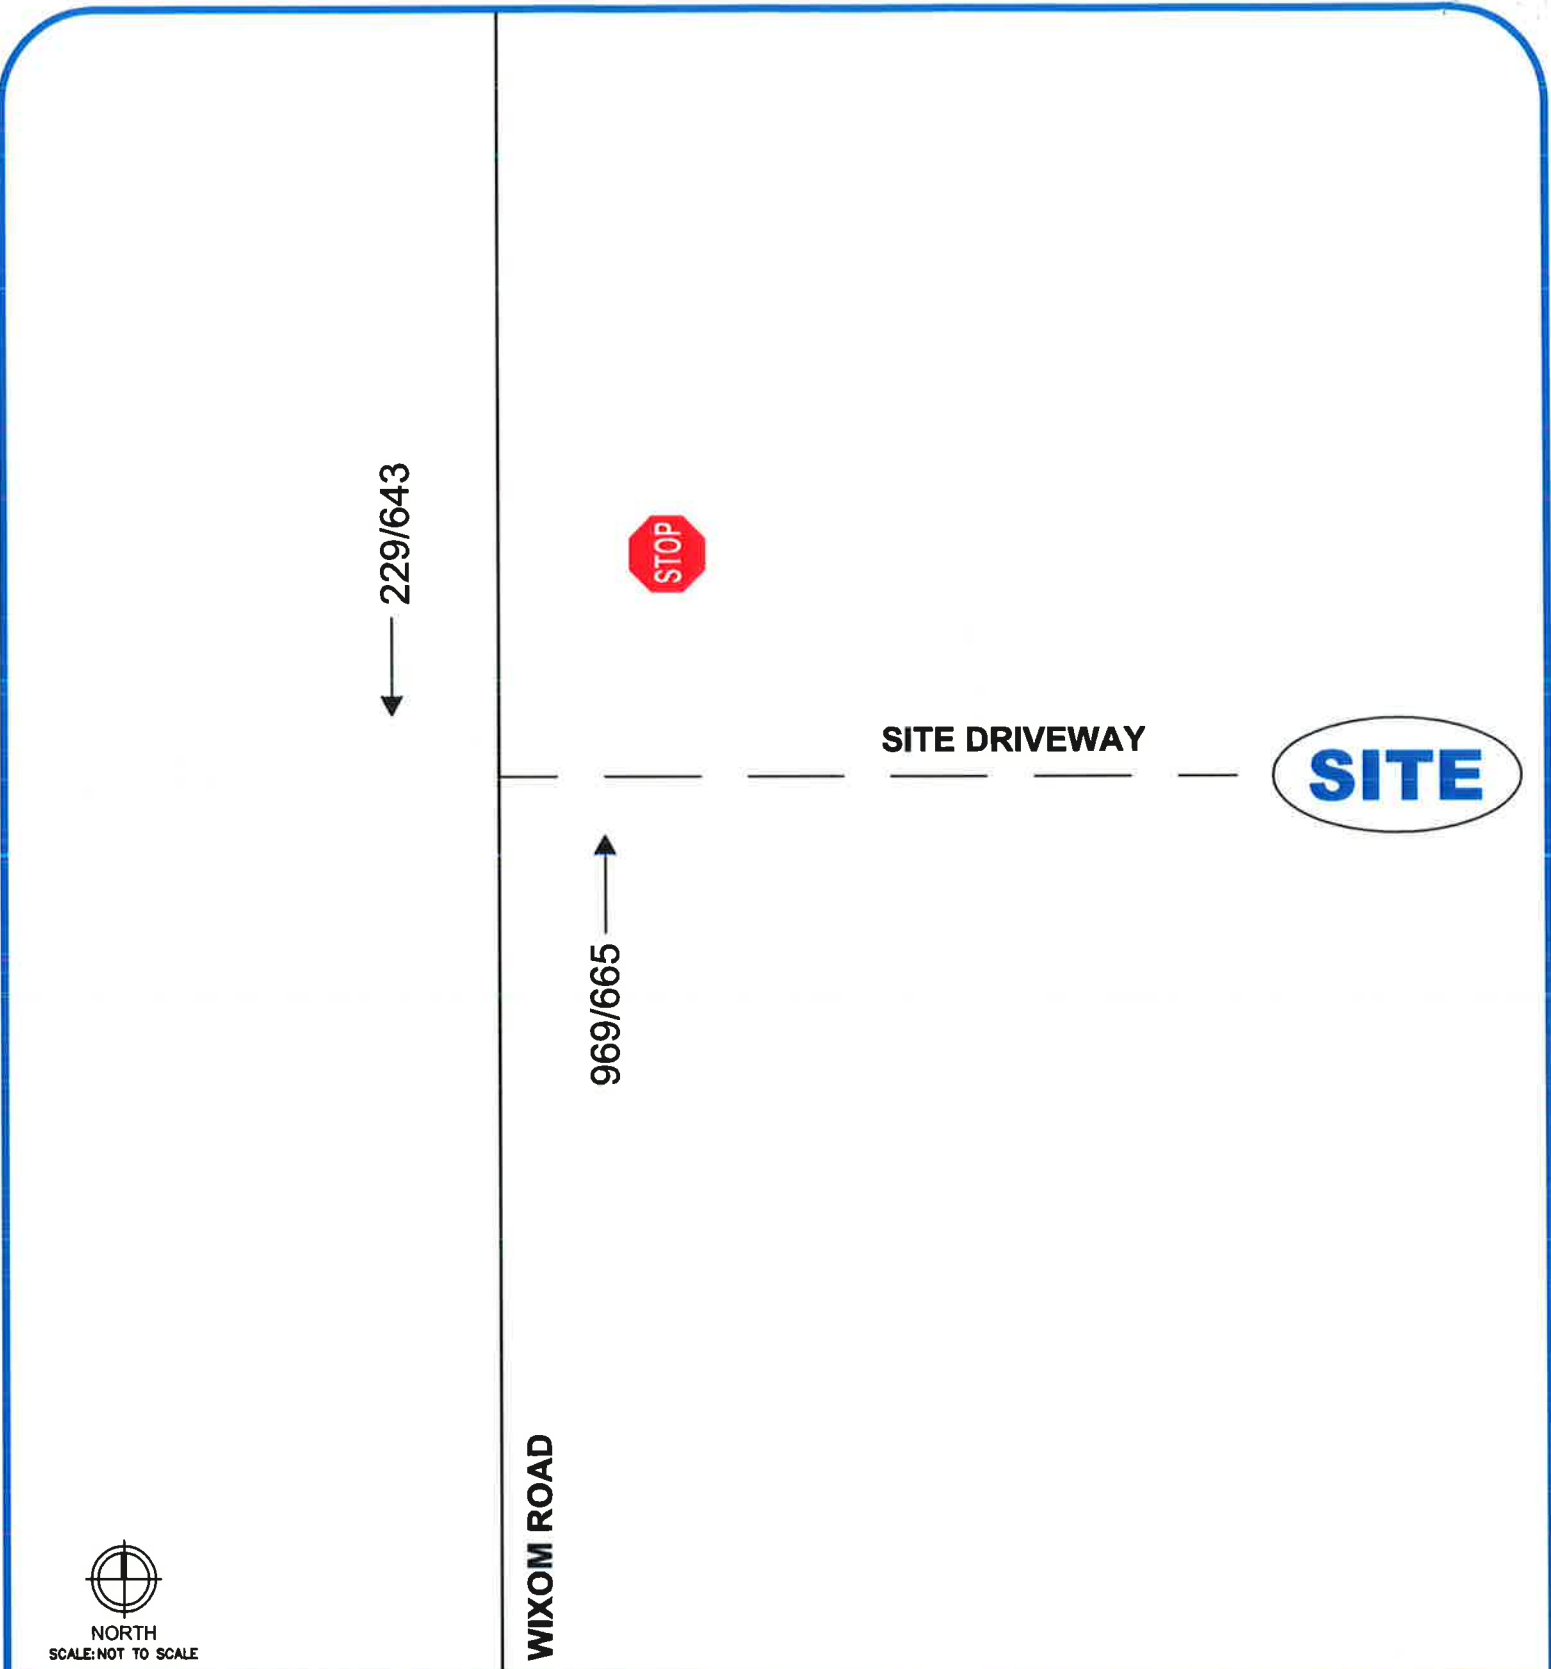 229/643
STOP
SITE DRIVEWAY
SITE
969/665
WIXOM ROAD
NORTH
SCALE: NOT TO SCALE